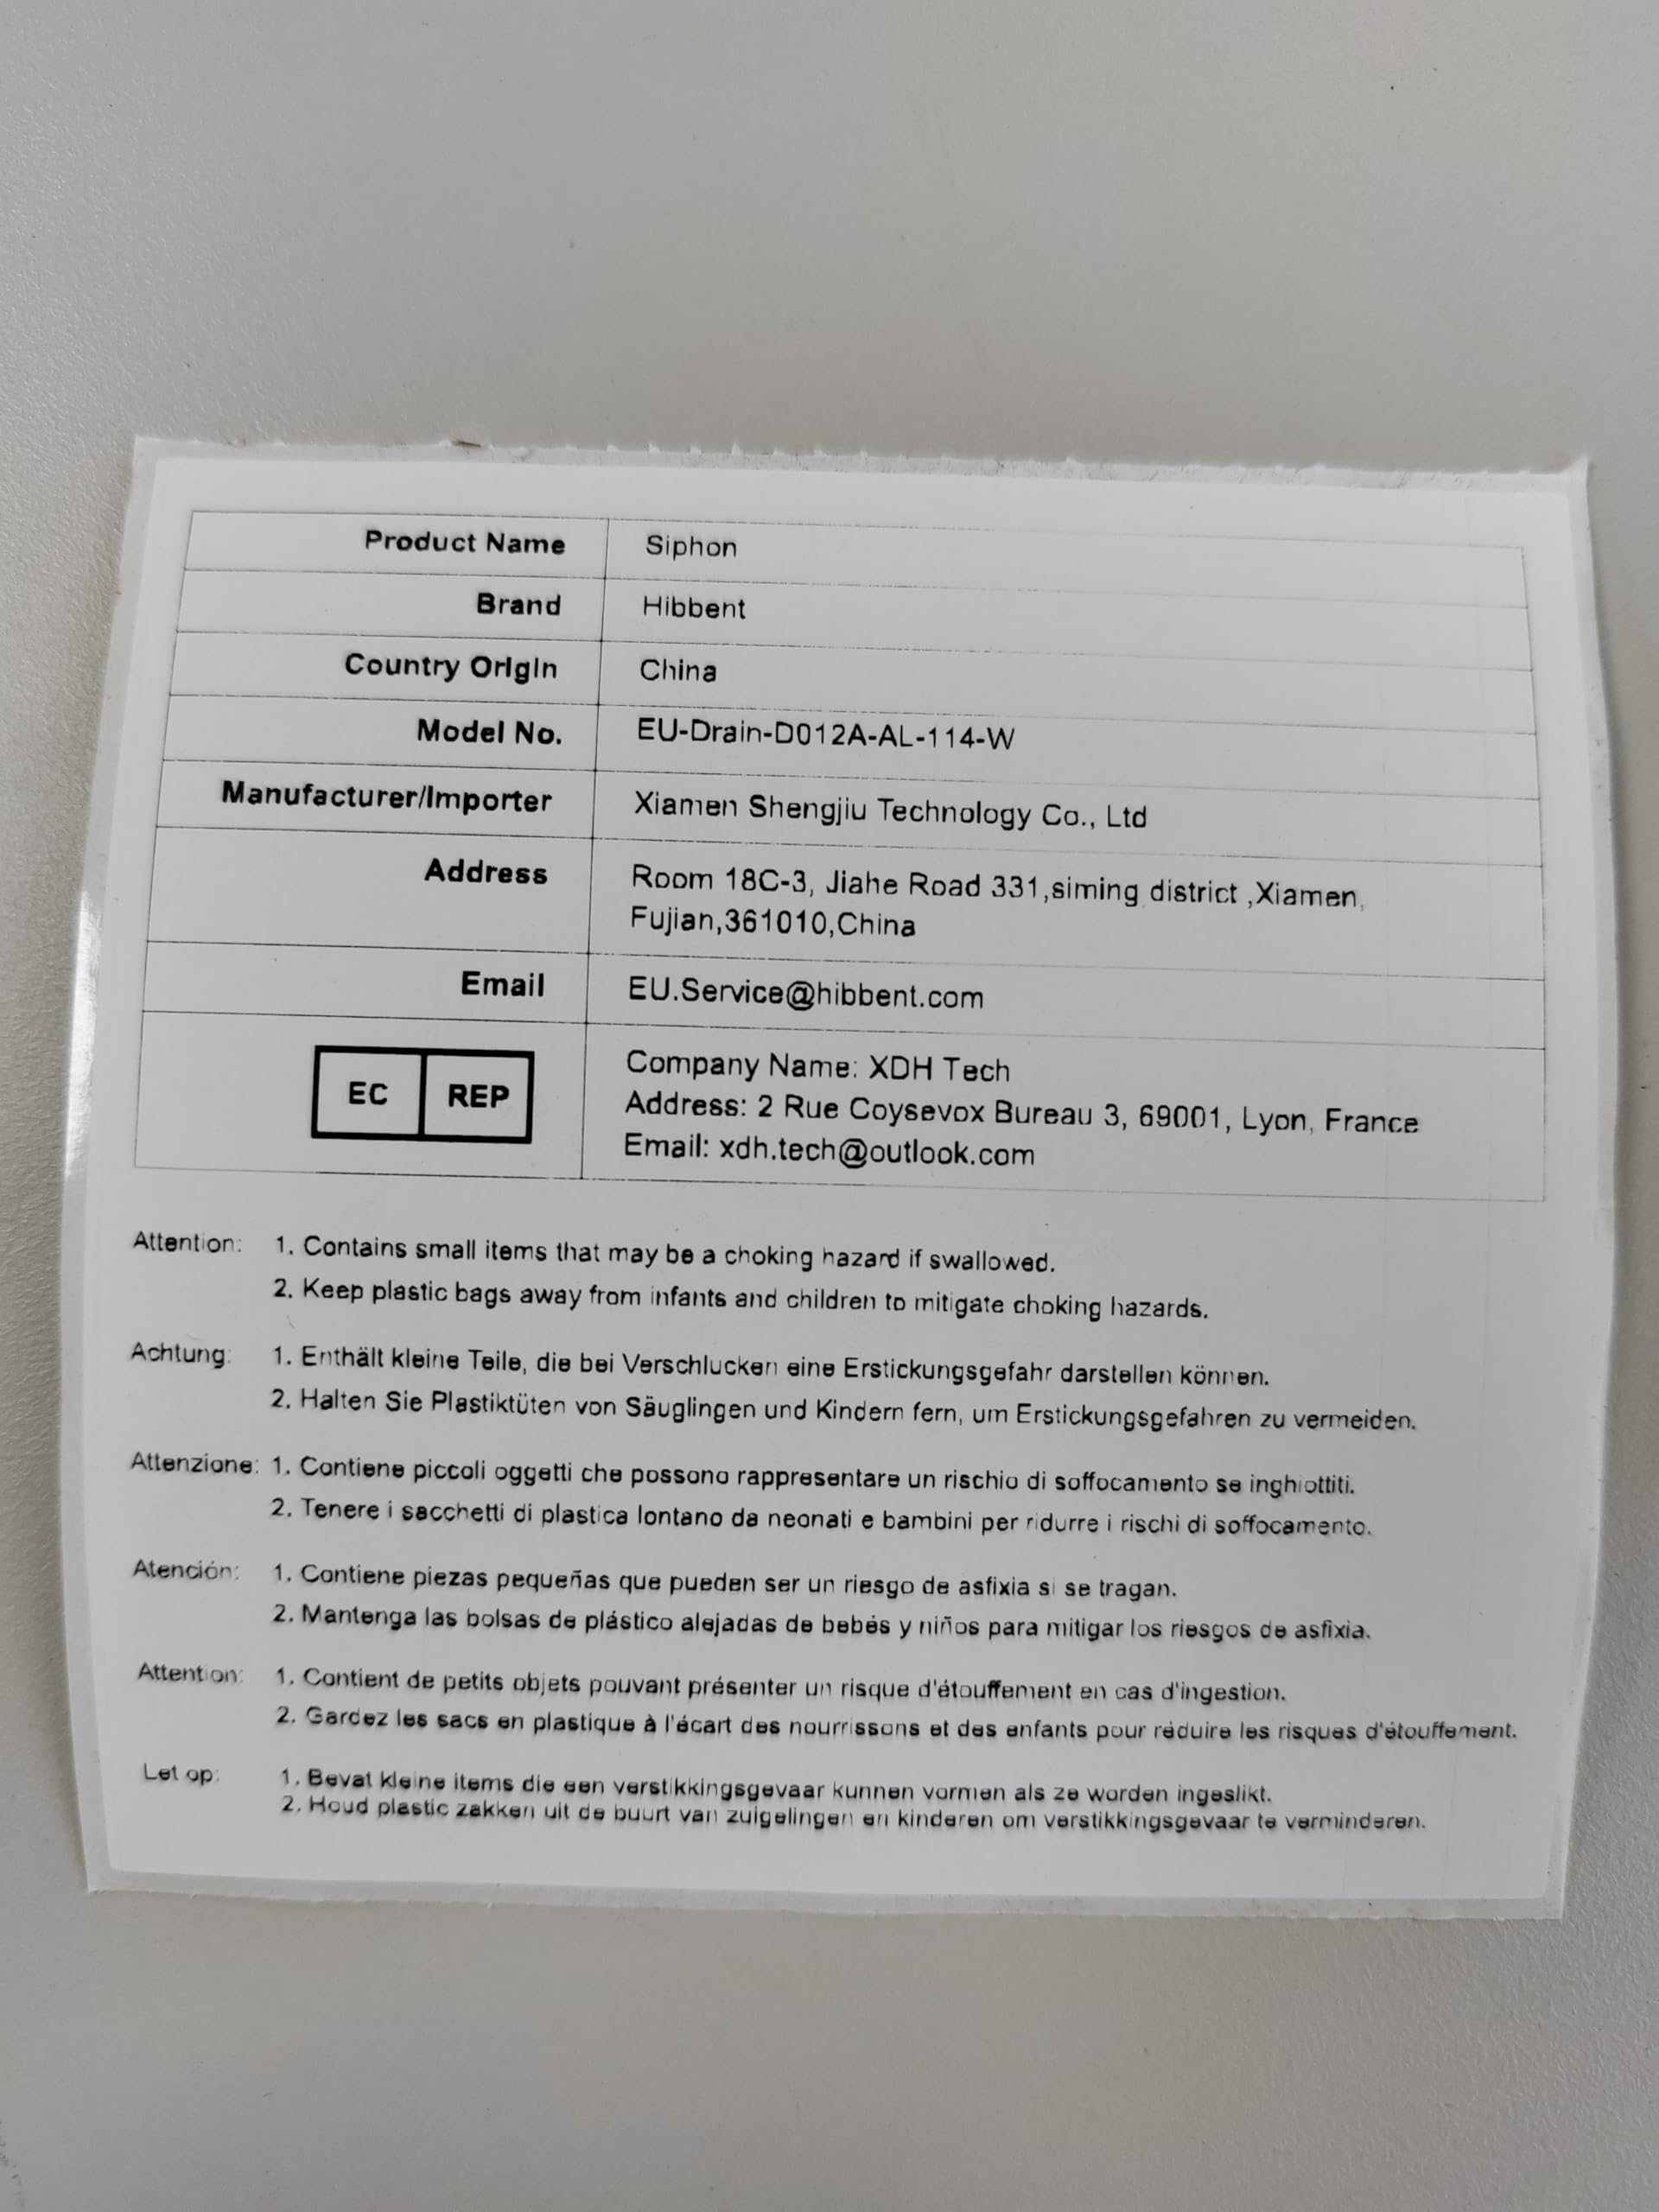 Product Name Siphon
Brand Hibbent
Country Origin China
Model No. EU-Drain-D012A-AL-114-W
Manufacturer/Importer Xiamen Shengjiu Technology Co., Ltd
Address Room 18C-3, Jiahe Road 331,siming district ,Xiamen,
Fujian,361010,China
Email EU.Service@hibbent.com
EC REP
Company Name: XDH Tech
Address: 2 Rue Coysevox Bureau 3, 69001, Lyon, France
Email: xdh.tech@outlook.com
Attention: 1. Contains small items that may be a choking hazard if swallowed.
2. Keep plastic bags away from infants and children to mitigate choking hazards.
Achtung: 1. Enthält kleine Teile, die bei Verschlucken eine Erstickungsgefahr darstellen können.
2. Halten Sie Plastiktüten von Säuglingen und Kindern fern, um Erstickungsgefahren zu vermeiden.
Attenzione: 1. Contiene piccoli oggetti che possono rappresentare un rischio di soffocamento se inghiottiti.
2. Tenere i sacchetti di plastica lontano da neonati e bambini per ridurre i rischi di soffocamento.
Atención: 1. Contiene piezas pequeñas que pueden ser un riesgo de asfixia si se tragan.
2. Mantenga las bolsas de plástico alejadas de bebés y niños para mitigar los riesgos de asfixia.
Attention: 1. Contient de petits objets pouvant présenter un risque d'étouffement en cas d'ingestion.
2. Gardez les sacs en plastique à l'écart des nourrissons et des enfants pour réduire les risques d'étouffement.
Let op: 1. Bevat kleine items die een verstikkingsgevaar kunnen vormen als ze worden ingeslikt.
2. Houd plastic zakken uit de buurt van zuigelingen en kinderen om verstikkingsgevaar te verminderen.